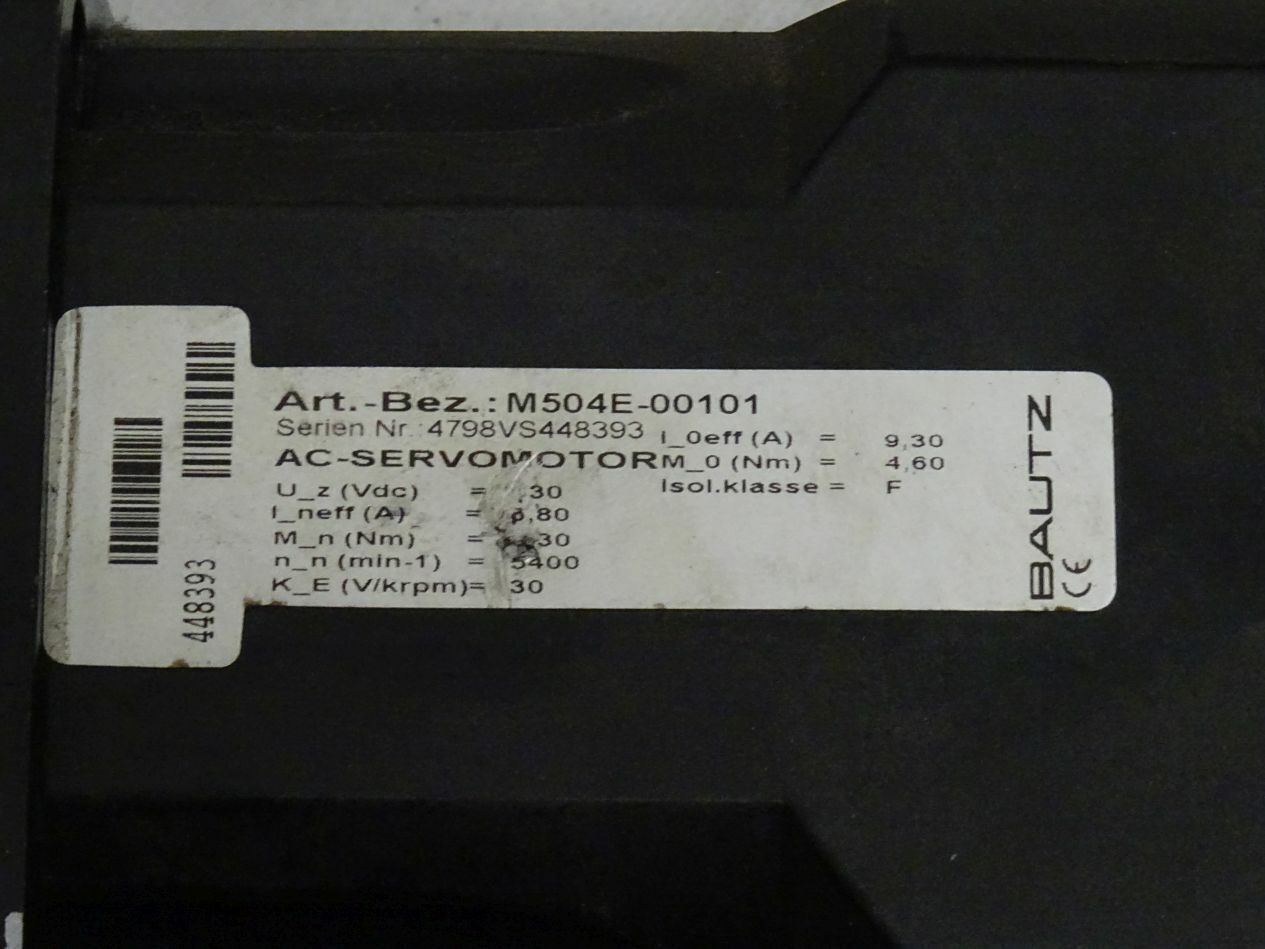 Art.-Bez.: M504E-00101
Serien Nr.:4798VS448393
AC-SERVOMOTOR
U_z (Vdc) =
I_neff (A) =
M_n (Nm) =
n_n (min-1) = 5400
K_E (V/krpm)= 30
I_0eff (A) = 9,30
M_0 (Nm) = 4,60
Isol.klasse = F
BAUTZ
CE
448393